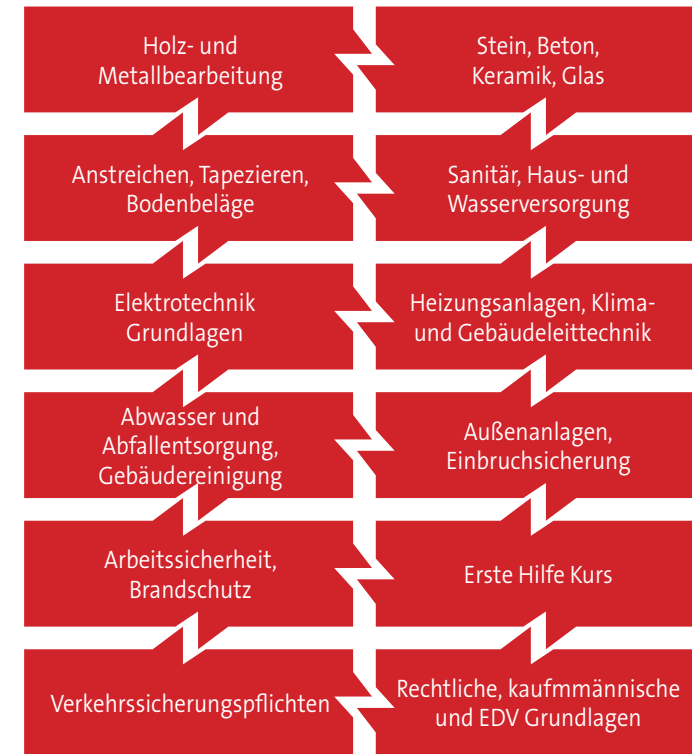 Holz- und
Metallbearbeitung
Stein, Beton,
Keramik, Glas
Anstreichen, Tapezieren,
Bodenbeläge
Sanitär, Haus- und
Wasserversorgung
Elektrotechnik
Grundlagen
Heizungsanlagen, Klima-
und Gebäudeleittechnik
Abwasser und
Abfallentsorgung,
Gebäudereinigung
Außenanlagen,
Einbruchsicherung
Arbeitssicherheit,
Brandschutz
Erste Hilfe Kurs
Verkehrssicherungspflichten
Rechtliche, kaufmmännische
und EDV Grundlagen